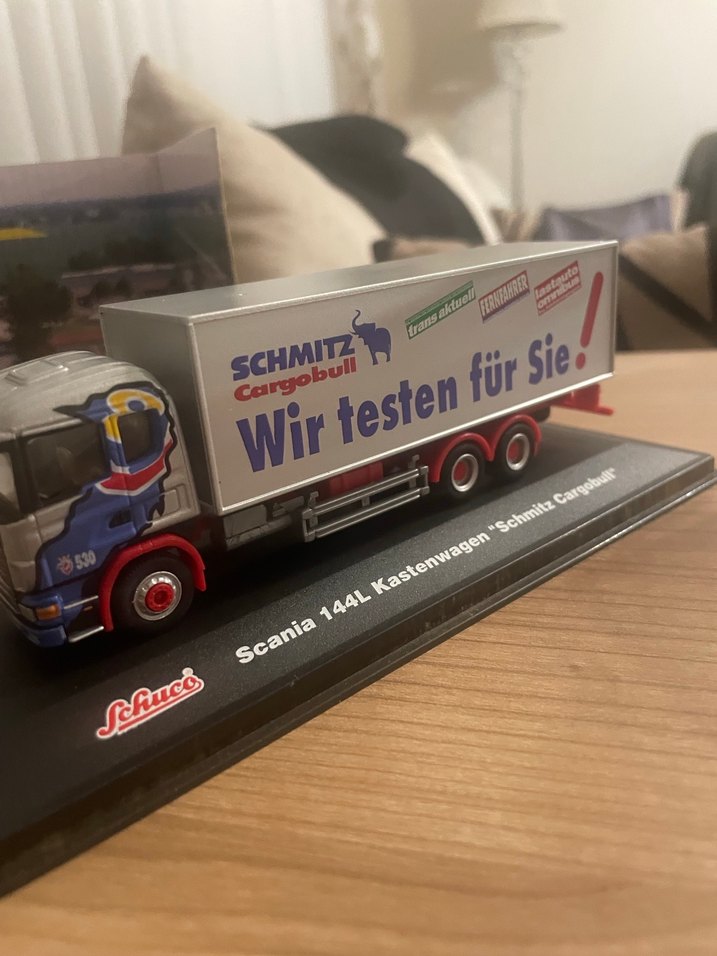 SCHMITZ
Cargobull
trans aktuell
FERNFAHRER
lastauto
omnibus
Wir testen für Sie!
530
Scania 144L Kastenwagen "Schmitz Cargobull"
Schuco